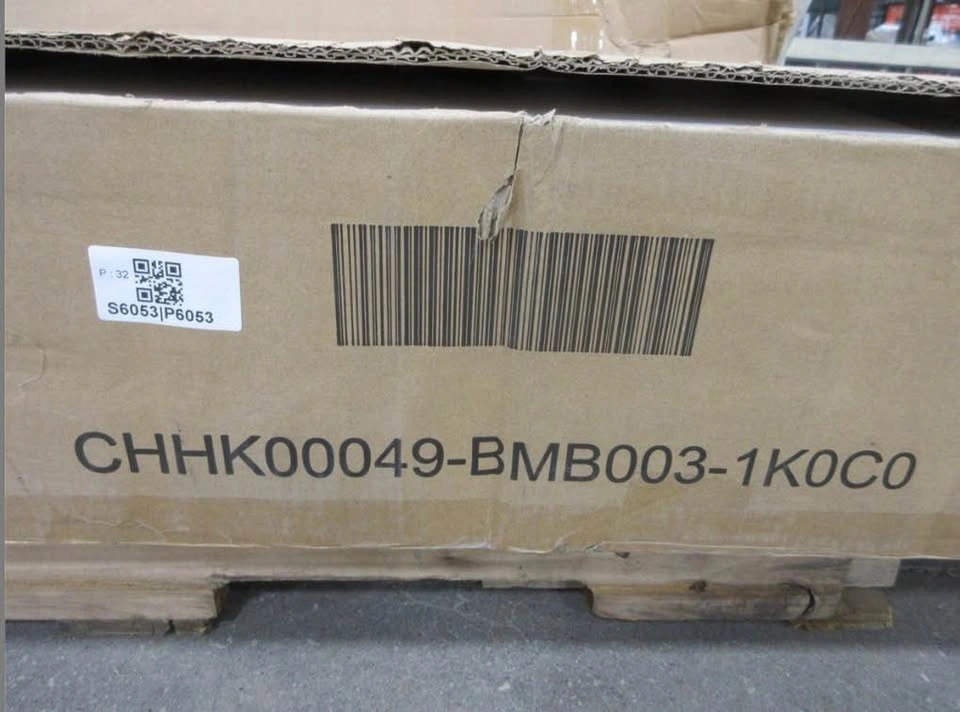 P : 32
S6053|P6053
CHHK00049-BMB003-1K0C0